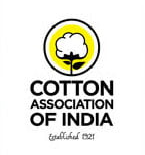 COTTON
ASSOCIATION
OF INDIA
Established 1921